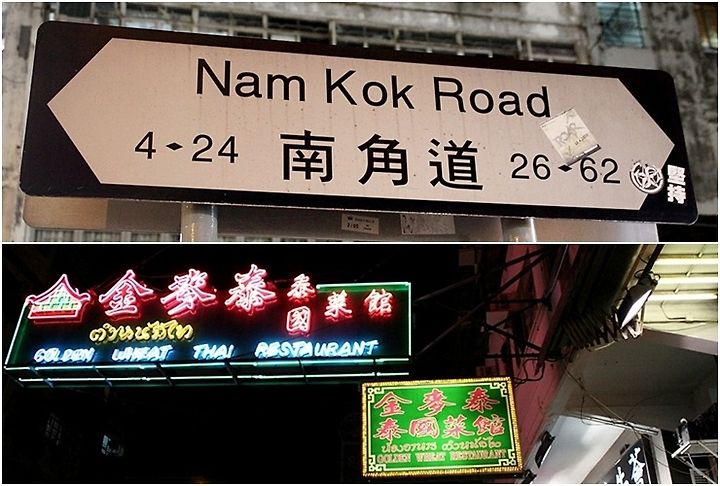 Nam Kok Road
4 24 南角道 26 62
堅持
金麥泰泰國菜館
GOLDEN WHEAT THAI RESTAURANT
金麥泰
泰國菜館
GOLDEN WHEAT RESTAURANT